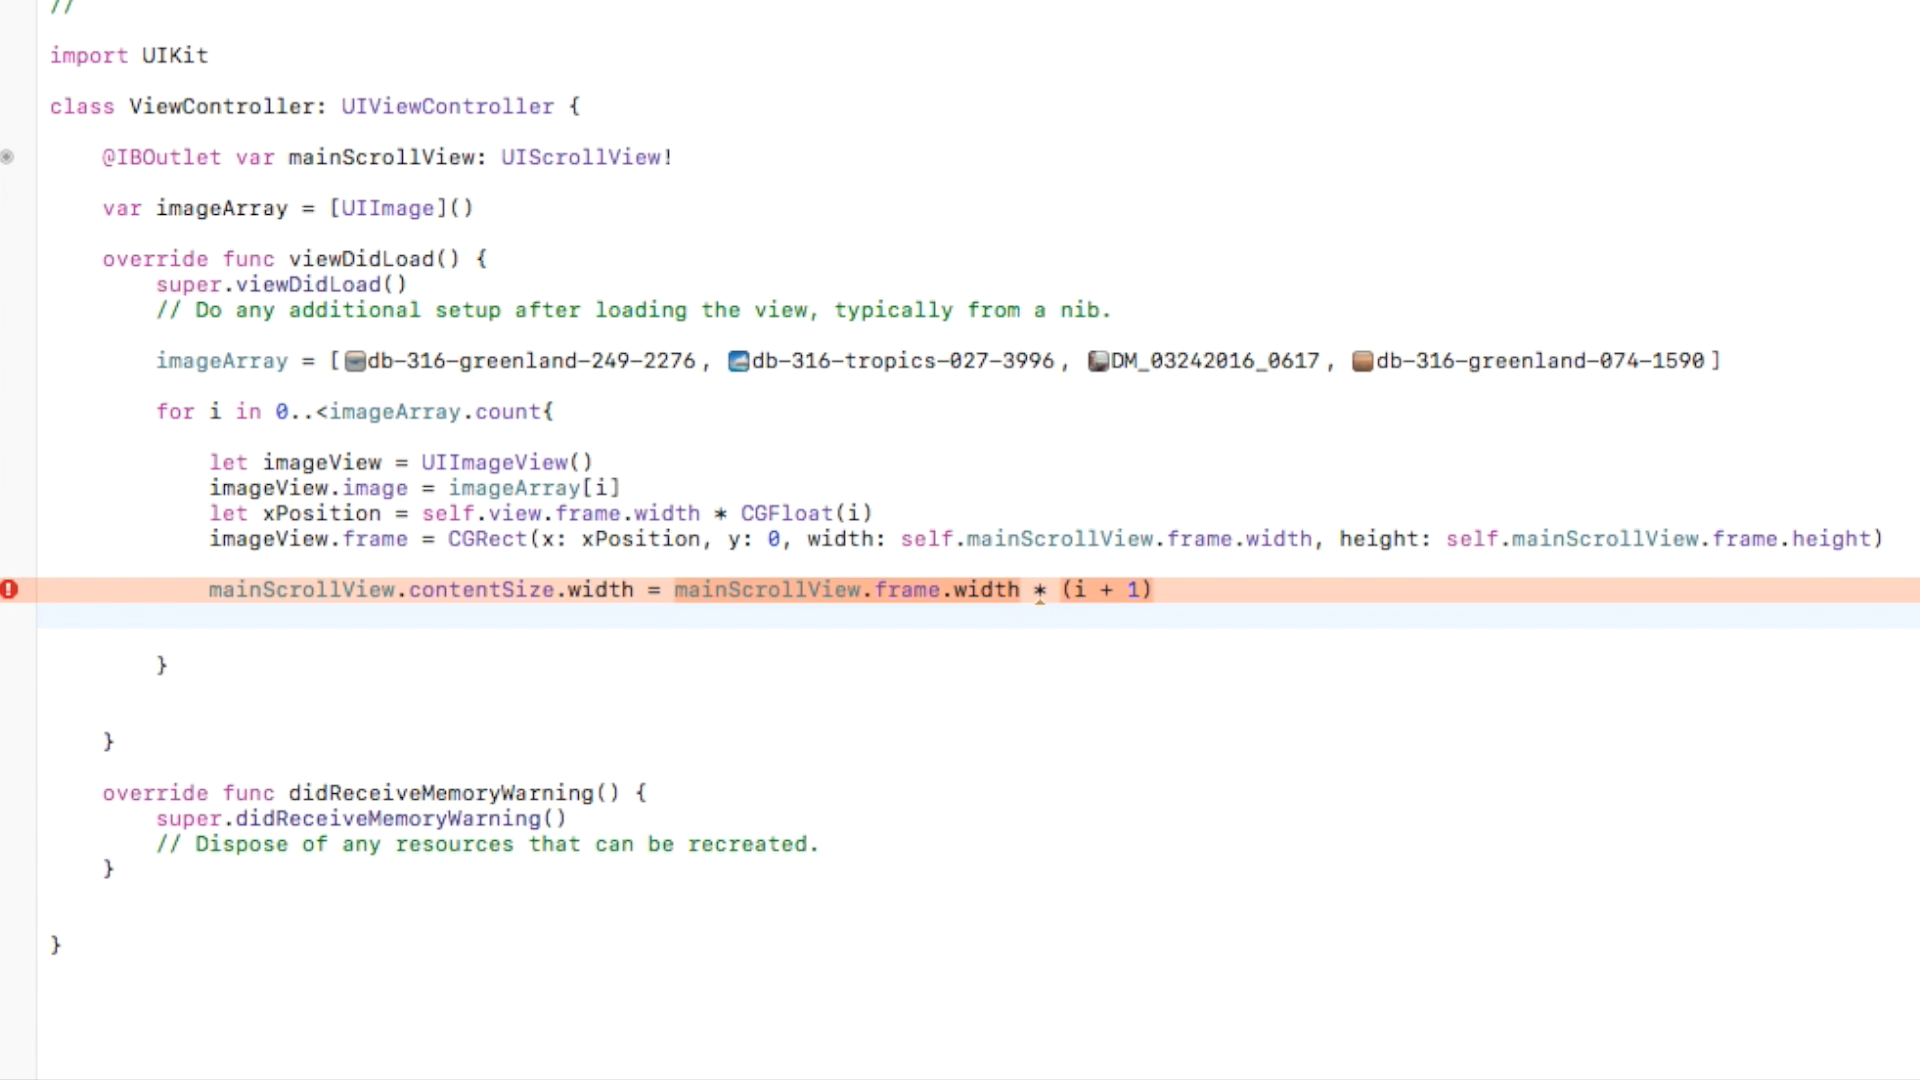 //
import UIKit
class ViewController: UIViewController {
@IBOutlet var mainScrollView: UIScrollView!
var imageArray = [UIImage]()
override func viewDidLoad() {
super.viewDidLoad()
// Do any additional setup after loading the view, typically from a nib.
imageArray = [db-316-greenland-249-2276, db-316-tropics-027-3996, DM_03242016_0617, db-316-greenland-074-1590]
for i in 0..<imageArray.count{
let imageView = UIImageView()
imageView.image = imageArray[i]
let xPosition = self.view.frame.width * CGFloat(i)
imageView.frame = CGRect(x: xPosition, y: 0, width: self.mainScrollView.frame.width, height: self.mainScrollView.frame.height)
mainScrollView.contentSize.width = mainScrollView.frame.width * (i + 1)
}
}
override func didReceiveMemoryWarning() {
super.didReceiveMemoryWarning()
// Dispose of any resources that can be recreated.
}
}